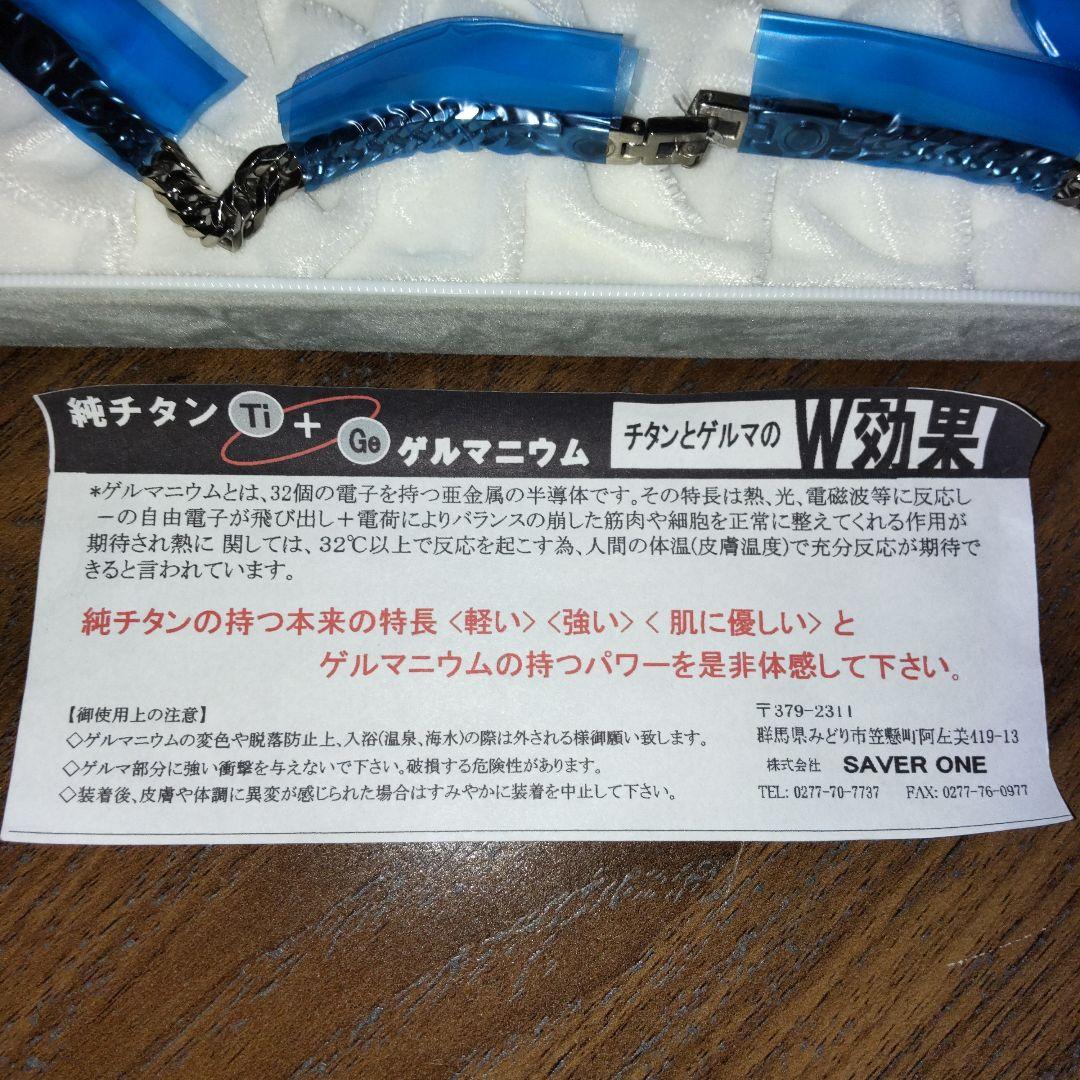 純チタン Ti + Ge ゲルマニウム チタンとゲルマの W効果
*ゲルマニウムとは、32個の電子を持つ亜金属の半導体です。その特長は熱、光、電磁波等に反応し
−の自由電子が飛び出し＋電荷によりバランスの崩した筋肉や細胞を正常に整えてくれる作用が
期待され熱に 関しては、32℃以上で反応を起こす為、人間の体温(皮膚温度)で充分反応が期待で
きると言われています。
純チタンの持つ本来の特長 <軽い> <強い> < 肌に優しい> と
ゲルマニウムの持つパワーを是非体感して下さい。
【御使用上の注意】
◇ゲルマニウムの変色や脱落防止上、入浴(温泉、海水)の際は外される様御願い致します。
◇ゲルマ部分に強い衝撃を与えないで下さい。破損する危険性があります。
◇装着後、皮膚や体調に異変が感じられた場合はすみやかに装着を中止して下さい。
〒379-2311
群馬県みどり市笠懸町阿左美419-13
株式会社 SAVER ONE
TEL: 0277-70-7737 FAX: 0277-76-0977